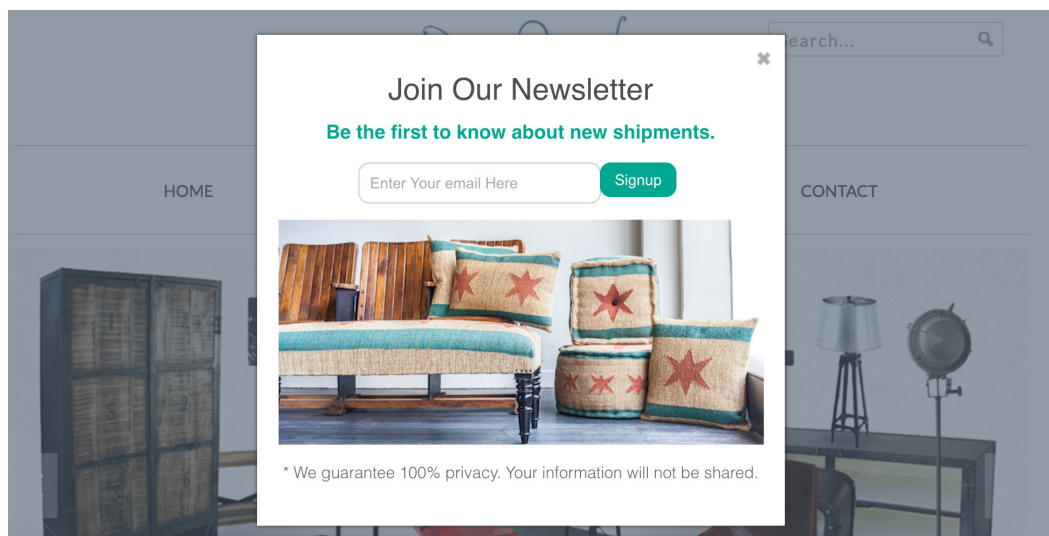 Search...
Join Our Newsletter
Be the first to know about new shipments.
Enter Your email Here
Signup
HOME
CONTACT
* We guarantee 100% privacy. Your information will not be shared.